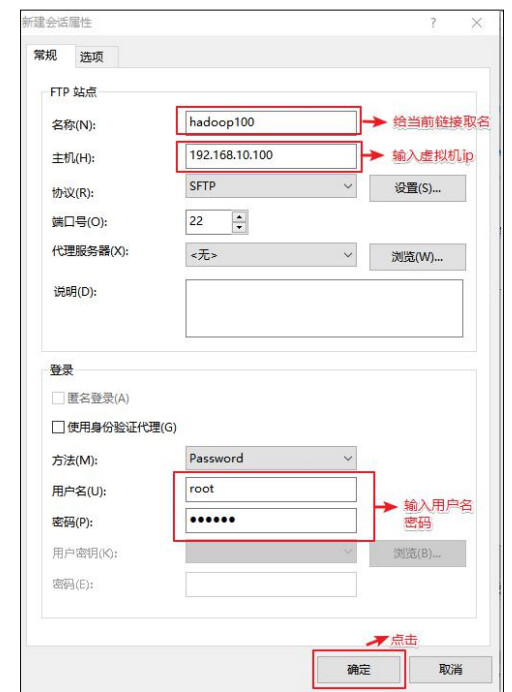 新建会话属性 ? ×
常规 选项
FTP 站点
名称(N): hadoop100 给当前链接取名
主机(H): 192.168.10.100 输入虚拟机ip
协议(R): SFTP 设置(S)...
端口号(O): 22
代理服务器(X): <无> 浏览(W)...
说明(D):
登录
匿名登录(A)
使用身份验证代理(G)
方法(M): Password
用户名(U): root 输入用户名
密码(P): ●●●●●● 密码
用户密钥(K): 浏览(B)...
密码(E):
点击
确定 取消